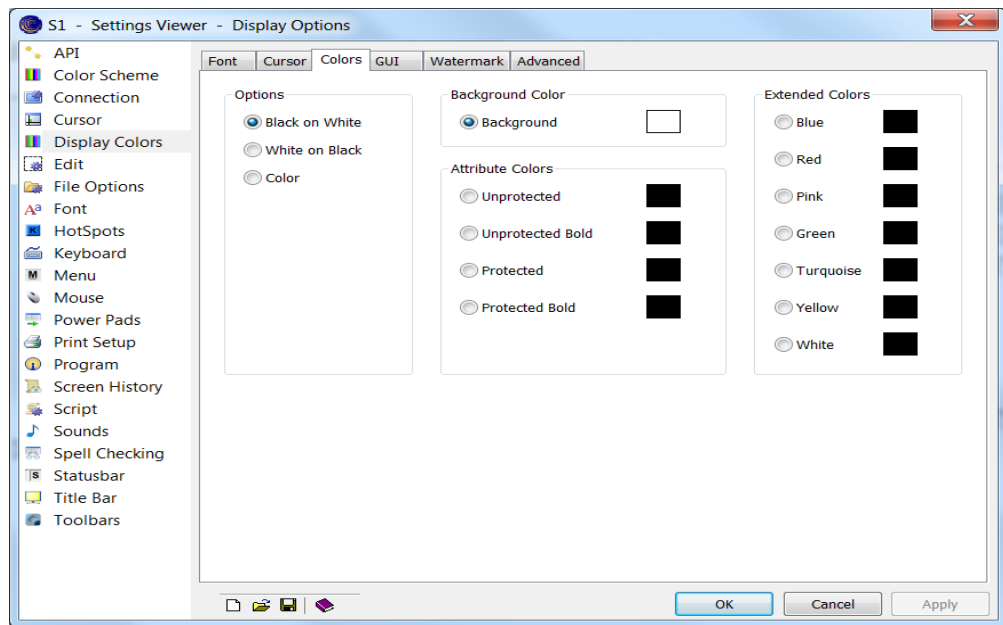 S1 - Settings Viewer - Display Options
API
Color Scheme
Connection
Cursor
Display Colors
Edit
File Options
Font
HotSpots
Keyboard
Menu
Mouse
Power Pads
Print Setup
Program
Screen History
Script
Sounds
Spell Checking
Statusbar
Title Bar
Toolbars
Font Cursor Colors GUI Watermark Advanced
Options
Black on White
White on Black
Color
Background Color
Background
Attribute Colors
Unprotected
Unprotected Bold
Protected
Protected Bold
Extended Colors
Blue
Red
Pink
Green
Turquoise
Yellow
White
OK Cancel Apply